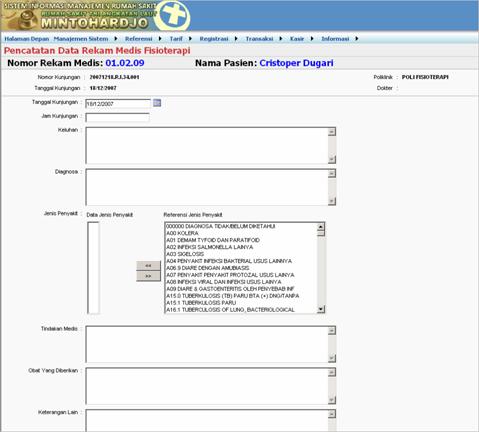 SISTEM INFORMASI MANAJEMEN RUMAH SAKIT
RUMAH SAKIT TNI ANGKATAN LAUT
MINTOHARDJO
Halaman Depan Manajemen Sistem Referensi Tarif Registrasi Transaksi Kasir Informasi
Pencatatan Data Rekam Medis Fisioterapi
Nomor Rekam Medis: 01.02.09 Nama Pasien: Cristoper Dugari
Nomor Kunjungan : 20071218.R.I.34.001 Poliklinik : POLI FISIOTERAPI
Tanggal Kunjungan : 18/12/2007 Dokter :
Tanggal Kunjungan : 18/12/2007
Jam Kunjungan :
Keluhan :
Diagnosa :
Jenis Penyakit : Data Jenis Penyakit Referensi Jenis Penyakit
000000 DIAGNOSA TIDAK/BELUM DIKETAHUI
A00 KOLERA
A01 DEMAM TYFOID DAN PARATIFOID
A02 INFEKSI SALMONELLA LAINYA
A03 SIGELOSIS
A04 PENYAKIT INFEKSI BAKTERIAL USUS LAINNYA
<< A06.9 DIARE DENGAN AMUBIASIS
>> A07 PENYAKIT PENYAKIT PROTOZAL USUS LAINYA
A08 INFEKSI VIRAL DAN INFEKSI USUS LAINYA
A09 DIARE & GASTOENTERITIS OLEH PENYEBAB INF
A15.0 TUBERKULOSIS (TB) PARU BTA (+) DNG/TANPA
A15.1 TUBERKULOSIS PARU
A16.1 TUBERCULOSIS OF LUNG, BACTERIOLOGICAL
Tindakan Medis :
Obat Yang Diberikan :
Keterangan Lain :